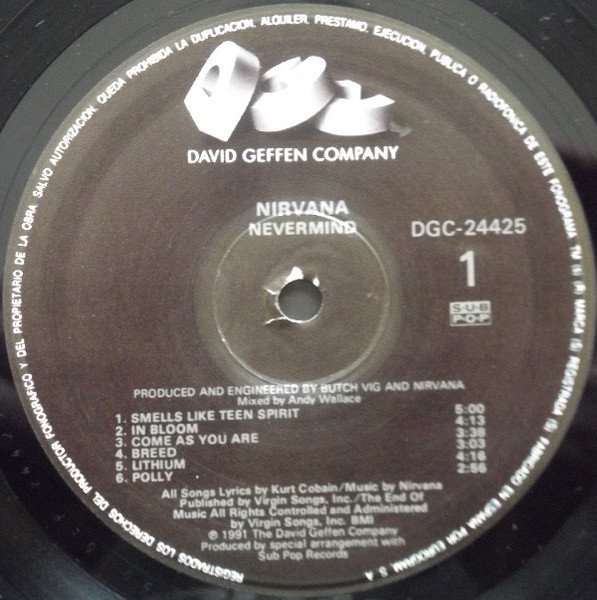 REGISTRADOS LOS DERECHOS DEL PRODUCTOR FONOGRAFICO Y DEL PROPIETARIO DE LA OBRA. SALVO AUTORIZACION. QUEDA PROHIBIDA LA DUPLICACION, ALQUILER, PRESTAMO, EJECUCION, PUBLICA O RADIOFONICA DE ESTE FONOGRAMA. TM MARCA REGISTRADA FABRICADO EN ESPAÑA POR S. A.
DGC
DAVID GEFFEN COMPANY
NIRVANA
NEVERMIND
DGC-24425
1
SUB
POP
PRODUCED AND ENGINEERED BY BUTCH VIG AND NIRVANA
Mixed by Andy Wallace
1. SMELLS LIKE TEEN SPIRIT 5:00
2. IN BLOOM 4:13
3. COME AS YOU ARE 3:38
4. BREED 3:03
5. LITHIUM 4:16
6. POLLY 2:56
All Songs Lyrics by Kurt Cobain/Music by Nirvana
Published by Virgin Songs, Inc./The End Of
Music All Rights Controlled and Administered
by Virgin Songs, Inc. BMI
℗ 1991 The David Geffen Company
Produced by special arrangement with
Sub Pop Records